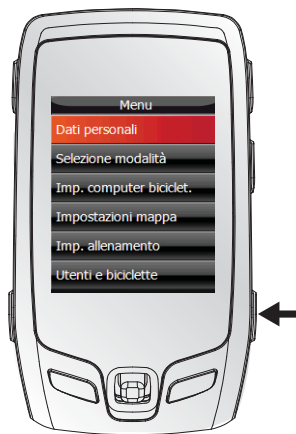 Menu
Dati personali
Selezione modalità
Imp. computer biciclet.
Impostazioni mappa
Imp. allenamento
Utenti e biciclette